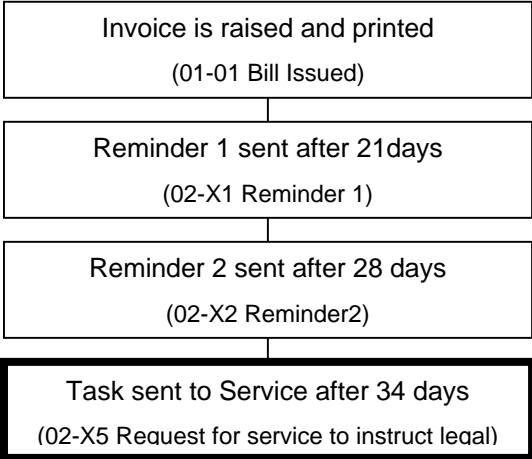 Invoice is raised and printed
(01-01 Bill Issued)
Reminder 1 sent after 21days
(02-X1 Reminder 1)
Reminder 2 sent after 28 days
(02-X2 Reminder2)
Task sent to Service after 34 days
(02-X5 Request for service to instruct legal)